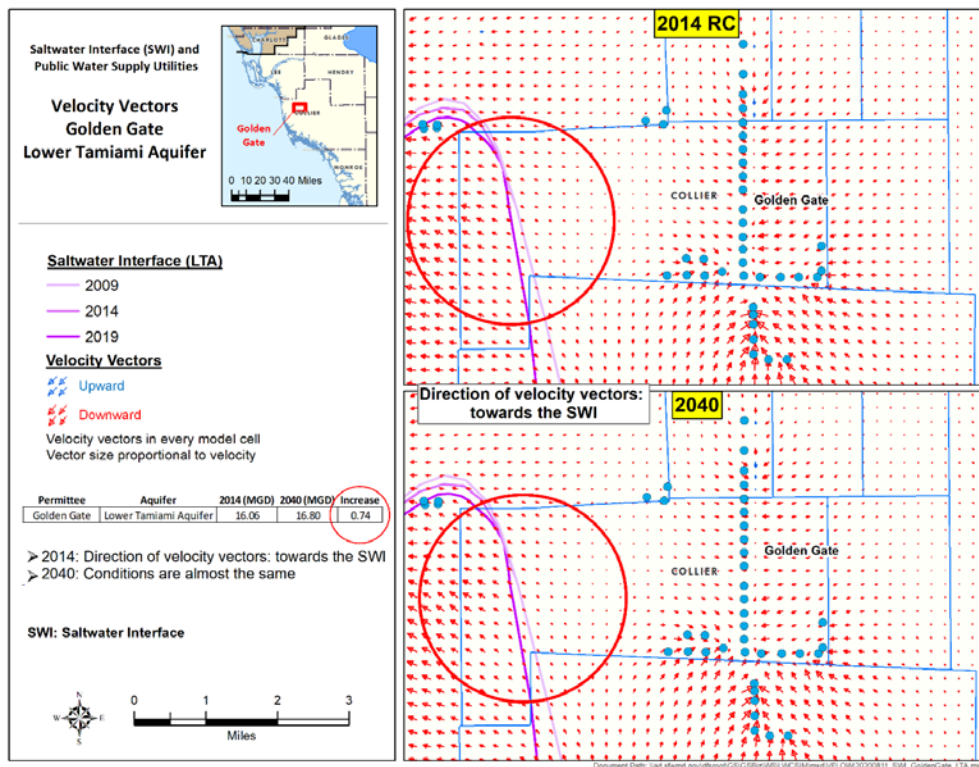 Saltwater Interface (SWI) and
Public Water Supply Utilities
Velocity Vectors
Golden Gate
Lower Tamiami Aquifer
CHARLOTT
GLADES
LEE
HENDRY
COLLIER
Golden
Gate
MONROE
0 10 20 30 40 Miles
Saltwater Interface (LTA)
2009
2014
2019
Velocity Vectors
Upward
Downward
Velocity vectors in every model cell
Vector size proportional to velocity
Permittee Aquifer 2014 (MGD) 2040 (MGD) Increase
Golden Gate Lower Tamiami Aquifer 16.06 16.80 0.74
➢ 2014: Direction of velocity vectors: towards the SWI
➢ 2040: Conditions are almost the same
SWI: Saltwater Interface
N
W E
S
0 1 2 3
Miles
2014 RC
COLLIER
Golden Gate
Direction of velocity vectors:
towards the SWI
2040
Golden Gate
COLLIER
Document Path: